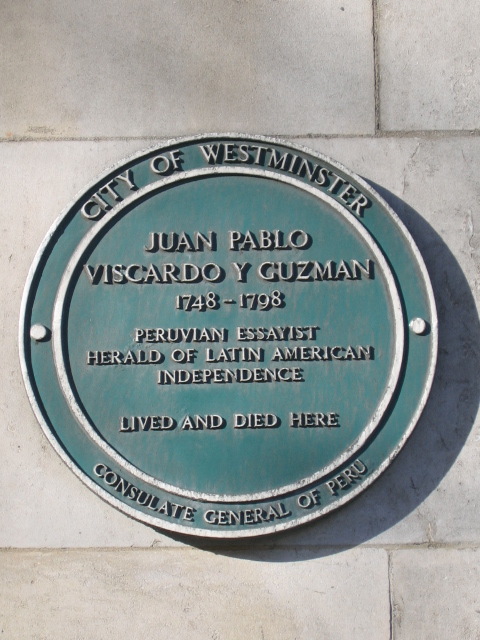 CITY OF WESTMINSTER
JUAN PABLO
VISCARDO Y GUZMAN
1748-1798
PERUVIAN ESSAYIST
HERALD OF LATIN AMERICAN
INDEPENDENCE
LIVED AND DIED HERE
CONSULATE GENERAL OF PERU